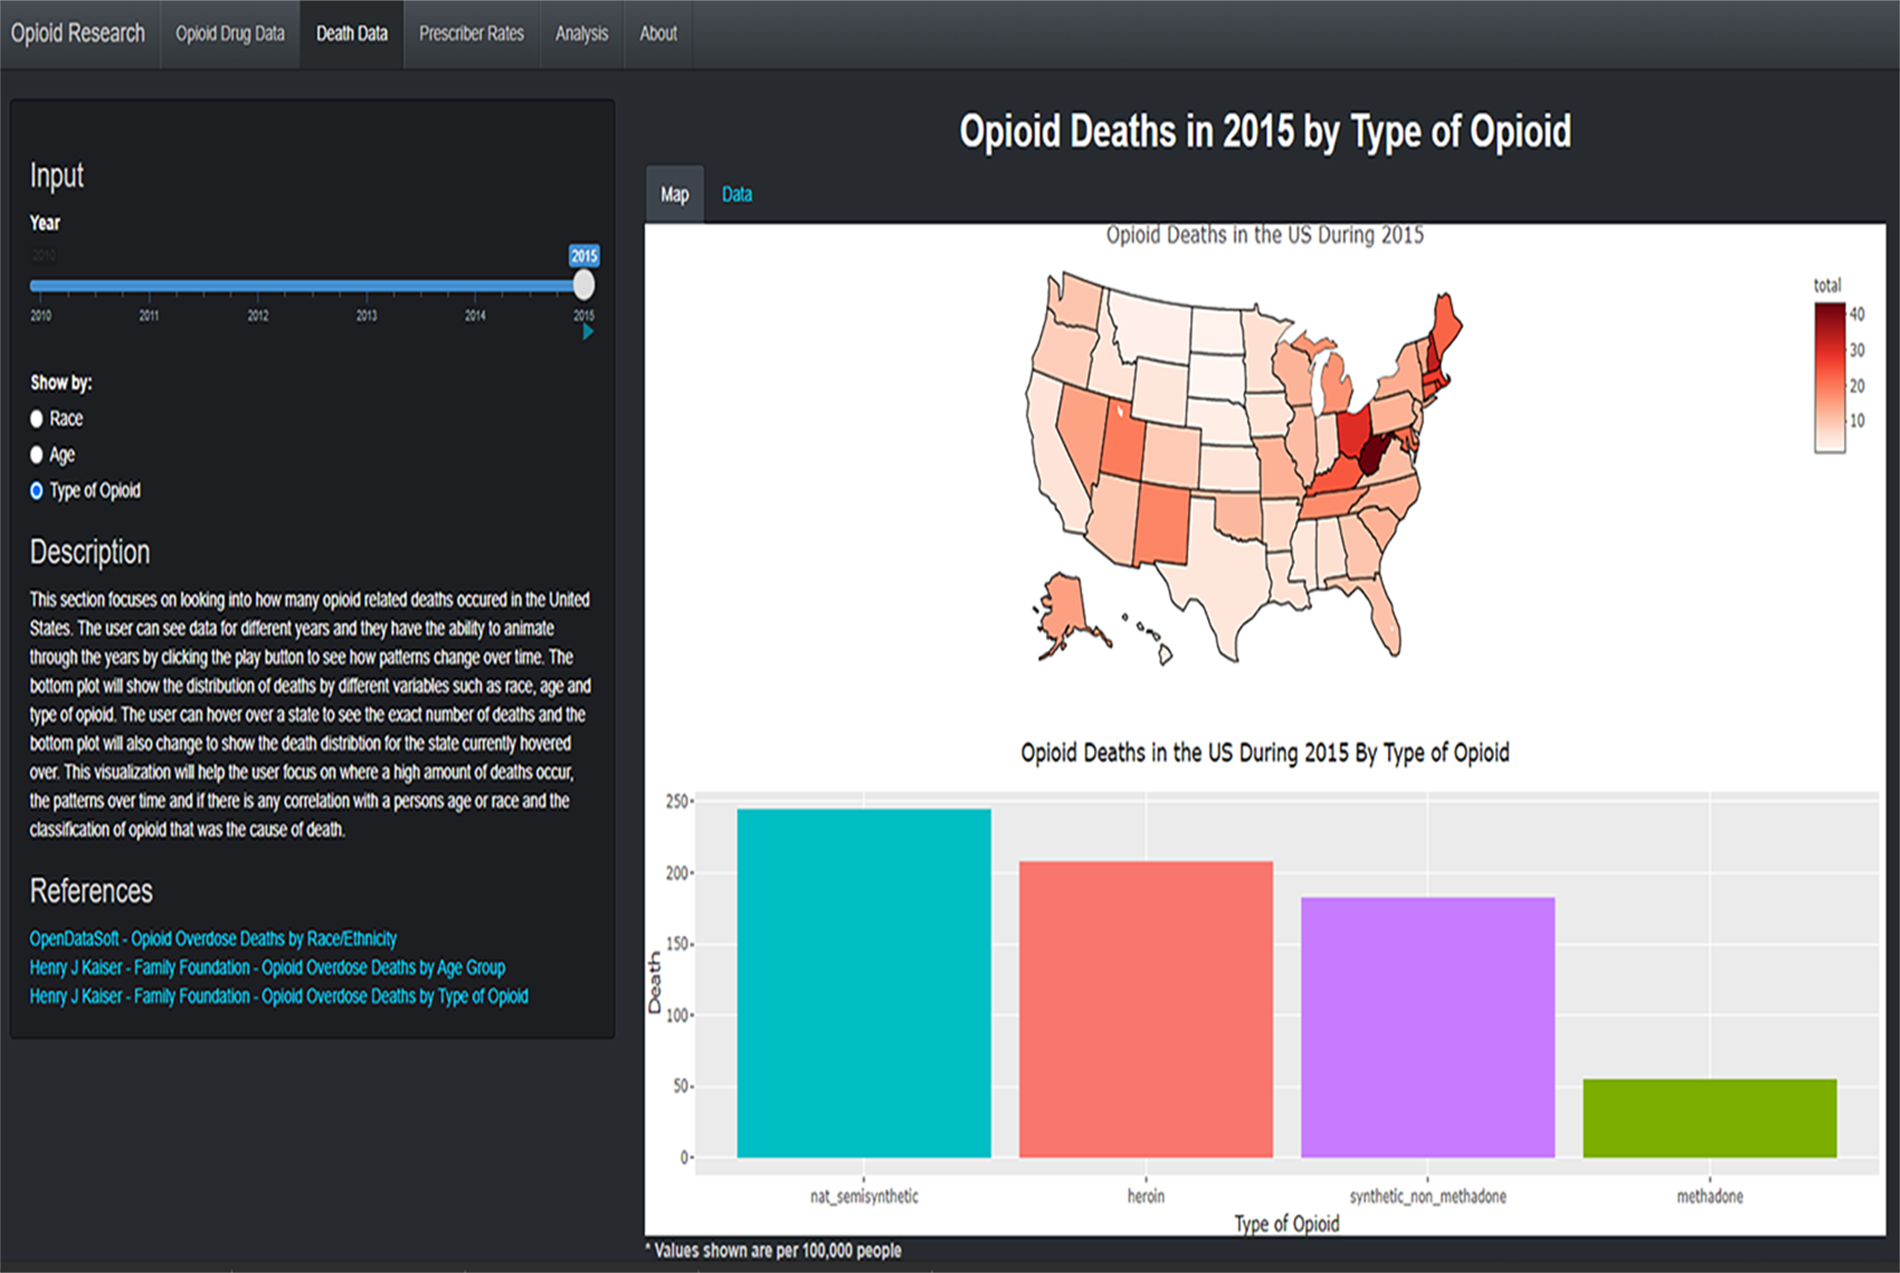 Opioid Research Opioid Drug Data Death Data Prescriber Rates Analysis About
Input
Year
2010
2015
2010 2011 2012 2013 2014 2015
Show by:
Race
Age
Type of Opioid
Description
This section focuses on looking into how many opioid related deaths occured in the United
States. The user can see data for different years and they have the ability to animate
through the years by clicking the play button to see how patterns change over time. The
bottom plot will show the distribution of deaths by different variables such as race, age and
type of opioid. The user can hover over a state to see the exact number of deaths and the
bottom plot will also change to show the death distribtion for the state currently hovered
over. This visualization will help the user focus on where a high amount of deaths occur,
the patterns over time and if there is any correlation with a persons age or race and the
classification of opioid that was the cause of death.
References
OpenDataSoft - Opioid Overdose Deaths by Race/Ethnicity
Henry J Kaiser - Family Foundation - Opioid Overdose Deaths by Age Group
Henry J Kaiser - Family Foundation - Opioid Overdose Deaths by Type of Opioid
Opioid Deaths in 2015 by Type of Opioid
Map Data
Opioid Deaths in the US During 2015
total
40
30
20
10
Opioid Deaths in the US During 2015 By Type of Opioid
Death
250
200
150
100
50
0
nat_semisynthetic heroin synthetic_non_methadone methadone
Type of Opioid
* Values shown are per 100,000 people